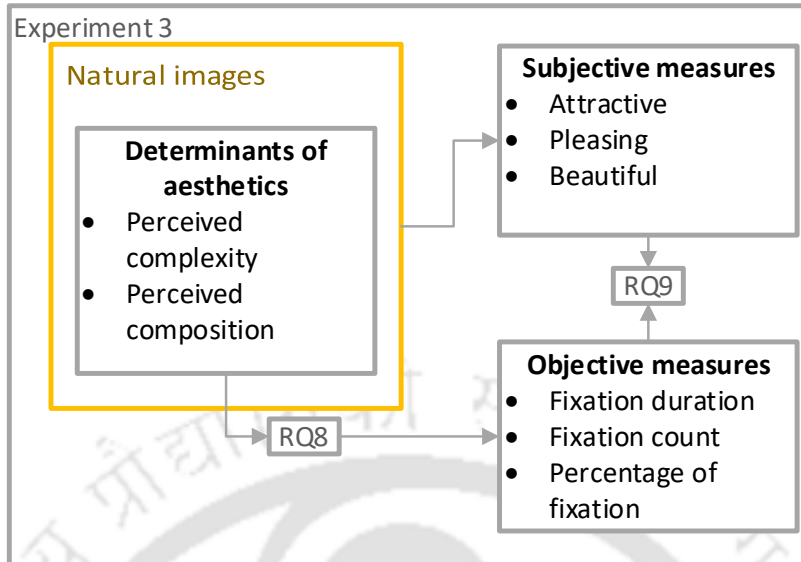 Experiment 3
Natural images
Determinants of
aesthetics
• Perceived
complexity
• Perceived
composition
Subjective measures
• Attractive
• Pleasing
• Beautiful
RQ9
Objective measures
• Fixation duration
• Fixation count
• Percentage of
fixation
RQ8